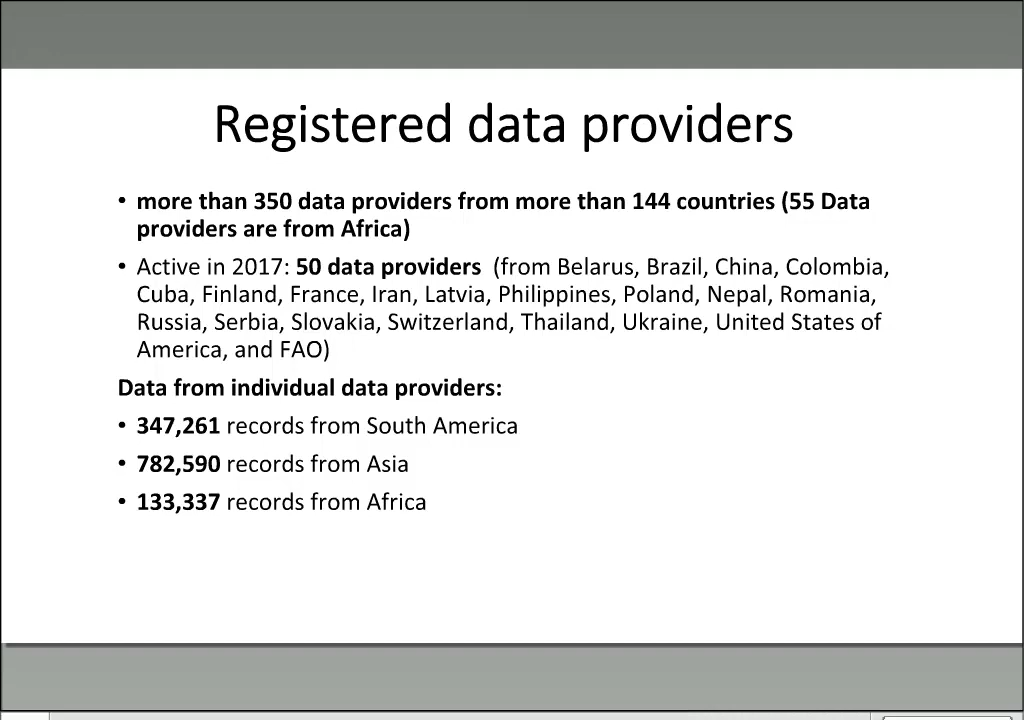 Registered data providers
• more than 350 data providers from more than 144 countries (55 Data
providers are from Africa)
• Active in 2017: 50 data providers (from Belarus, Brazil, China, Colombia,
Cuba, Finland, France, Iran, Latvia, Philippines, Poland, Nepal, Romania,
Russia, Serbia, Slovakia, Switzerland, Thailand, Ukraine, United States of
America, and FAO)
Data from individual data providers:
• 347,261 records from South America
• 782,590 records from Asia
• 133,337 records from Africa